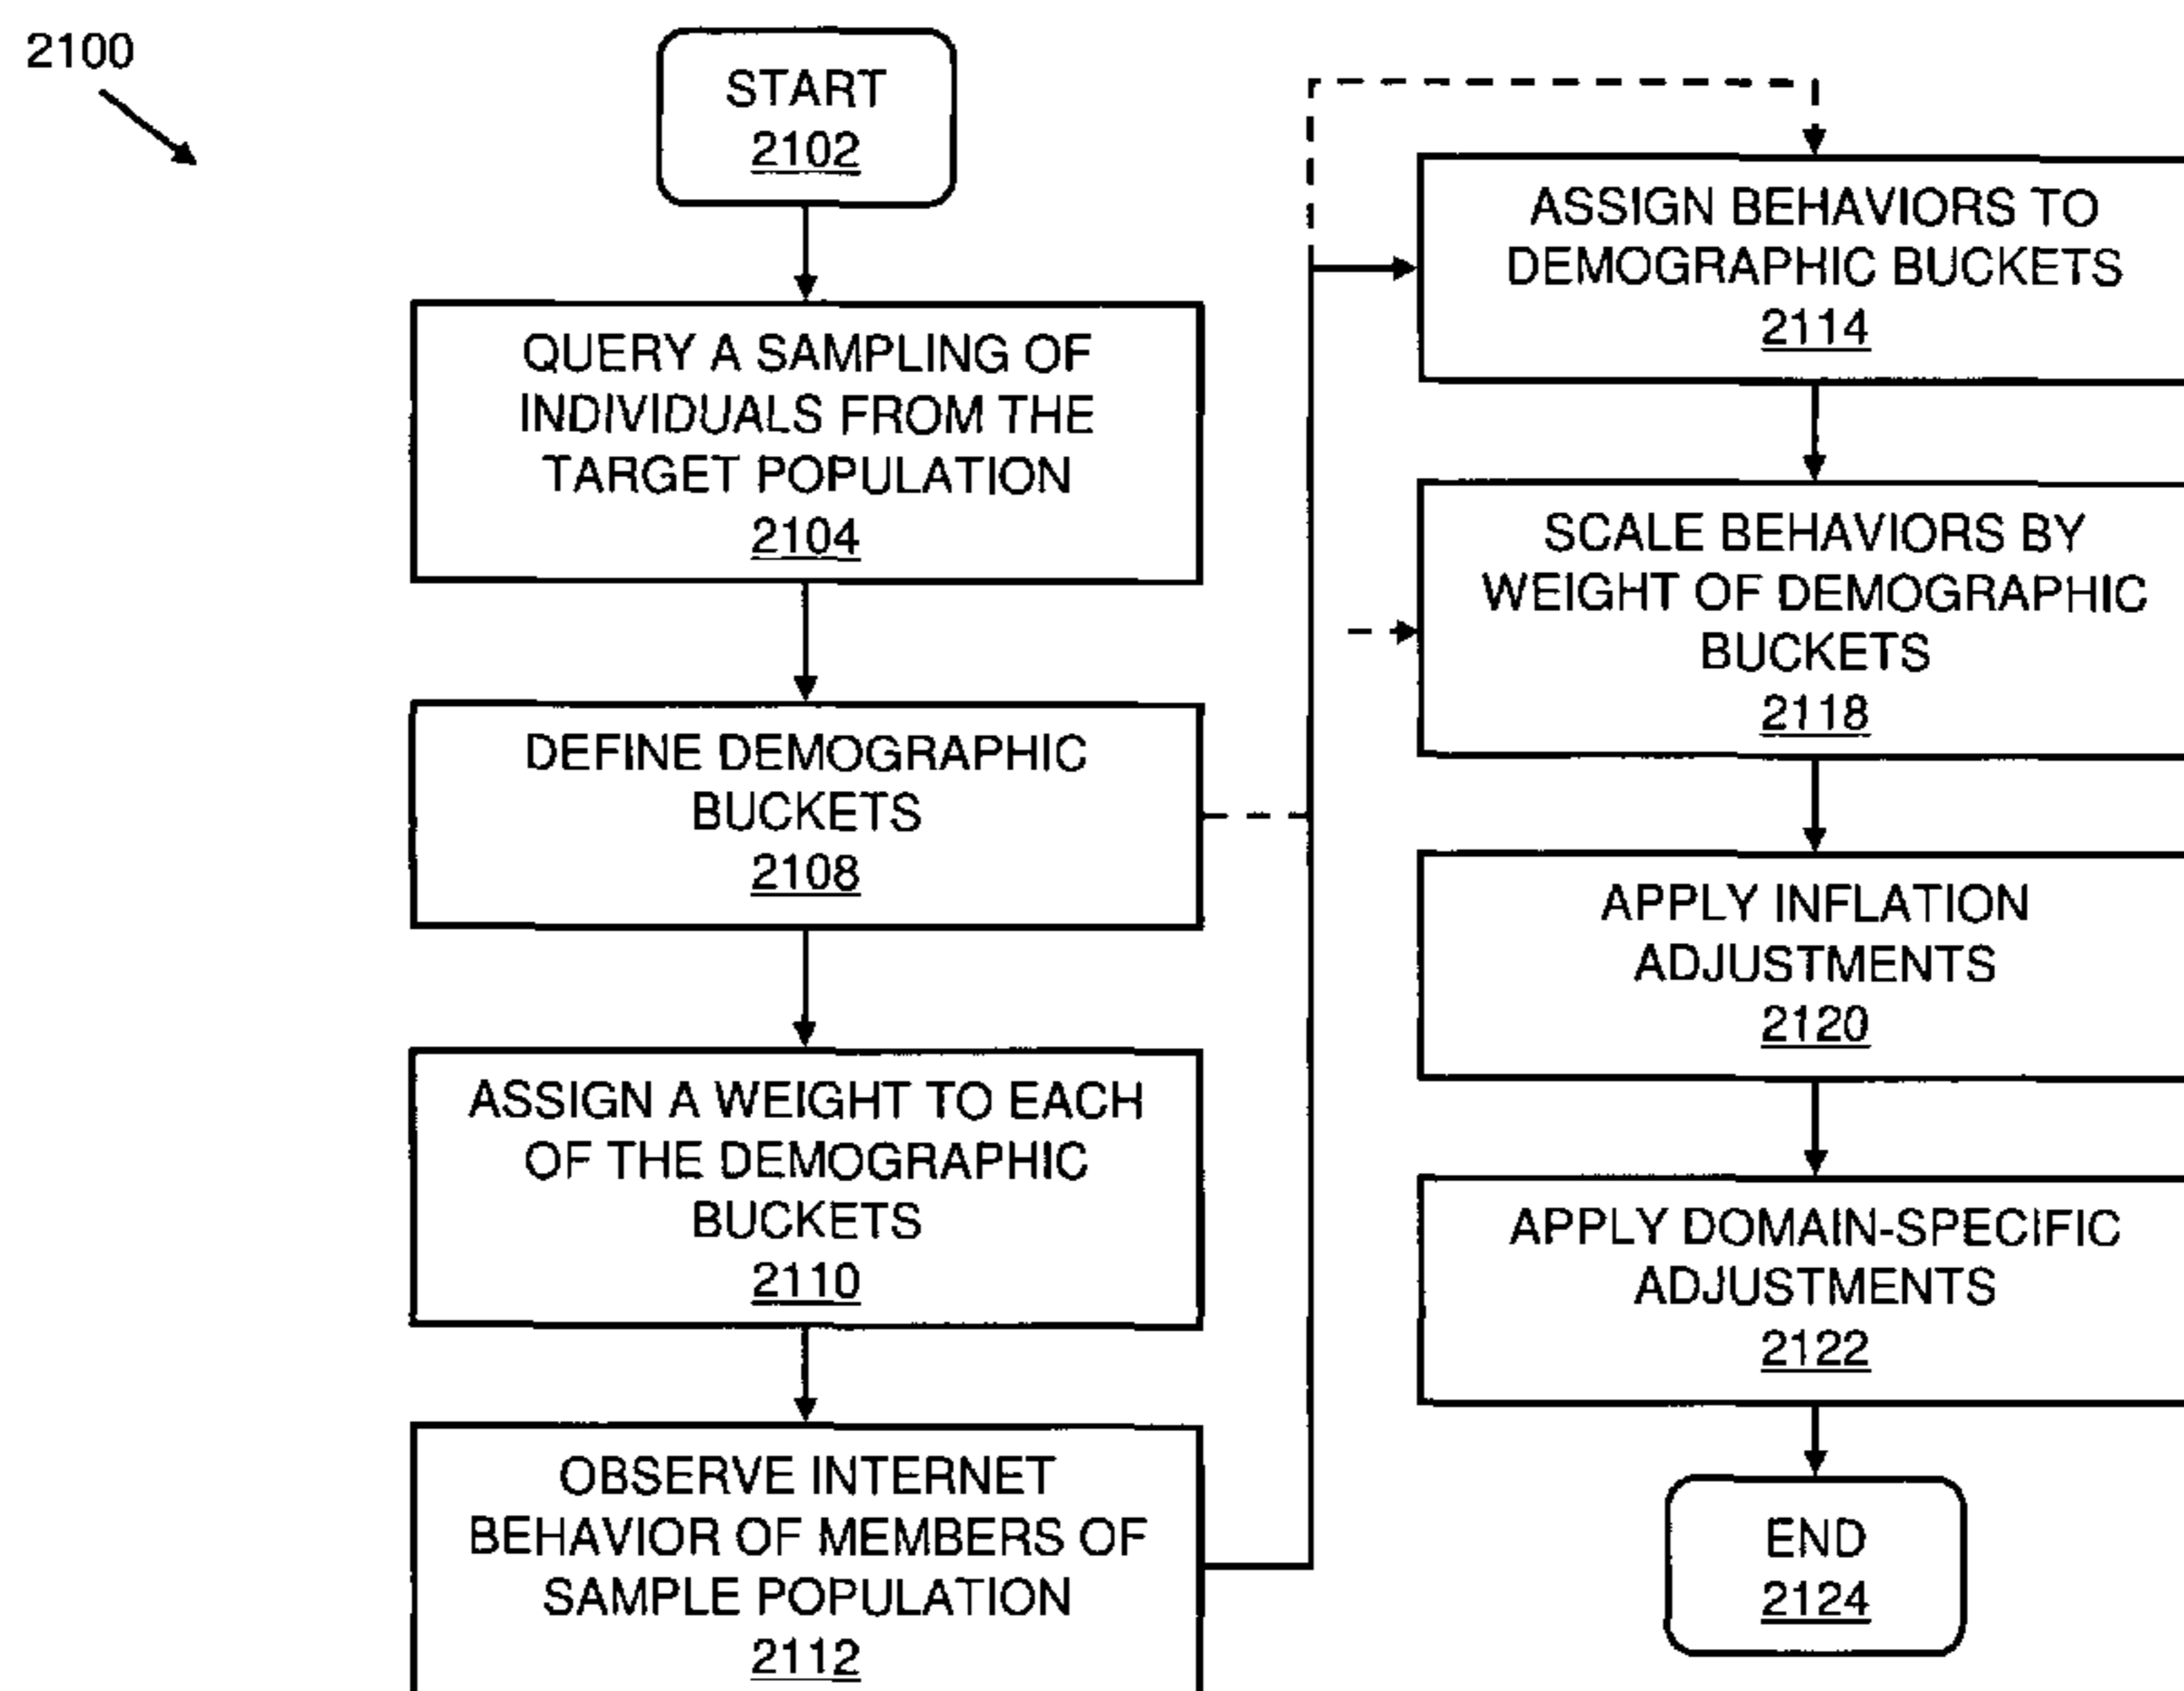 2100
START
2102
QUERY A SAMPLING OF
INDIVIDUALS FROM THE
TARGET POPULATION
2104
DEFINE DEMOGRAPHIC
BUCKETS
2108
ASSIGN A WEIGHT TO EACH
OF THE DEMOGRAPHIC
BUCKETS
2110
OBSERVE INTERNET
BEHAVIOR OF MEMBERS OF
SAMPLE POPULATION
2112
ASSIGN BEHAVIORS TO
DEMOGRAPHIC BUCKETS
2114
SCALE BEHAVIORS BY
WEIGHT OF DEMOGRAPHIC
BUCKETS
2118
APPLY INFLATION
ADJUSTMENTS
2120
APPLY DOMAIN-SPECIFIC
ADJUSTMENTS
2122
END
2124